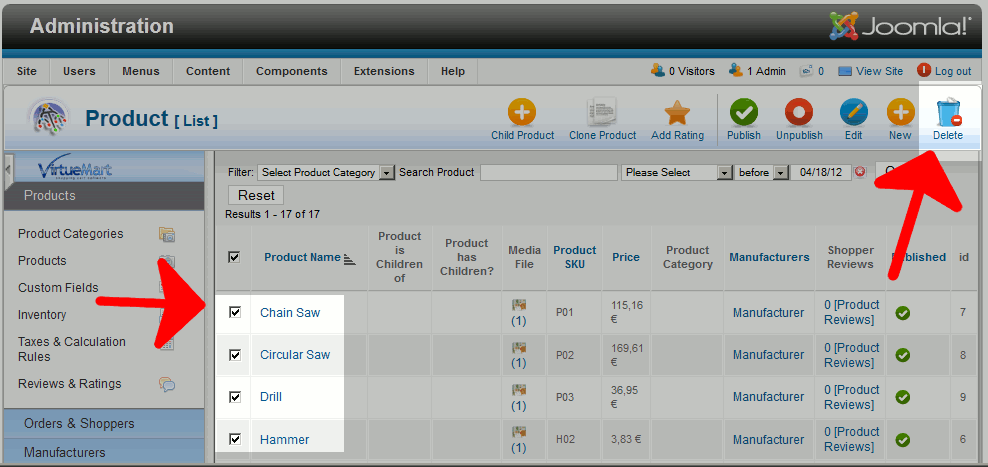 Administration
Joomla!
Site Users Menus Content Components Extensions Help 0 Visitors 1 Admin 0 View Site Log out
Product [ List ]
Child Product Clone Product Add Rating Publish Unpublish Edit New Delete
VirtueMart
Products
Product Categories
Products
Custom Fields
Inventory
Taxes & Calculation
Rules
Reviews & Ratings
Orders & Shoppers
Manufacturers
Filter: Select Product Category Search Product Please Select before 04/18/12
Reset
Results 1 - 17 of 17
Product Name
Product
is
Children
of
Product
has
Children?
Media
File
Product
SKU
Price
Product
Category
Manufacturers
Shopper
Reviews
Published
id
Chain Saw
(1)
P01
115,16
€
Manufacturer
0 [Product
Reviews]
7
Circular Saw
(1)
P02
169,61
€
Manufacturer
0 [Product
Reviews]
8
Drill
(1)
P03
36,95
€
Manufacturer
0 [Product
Reviews]
9
Hammer
(1)
H02
3,83 €
Manufacturer
0 [Product
Reviews]
6